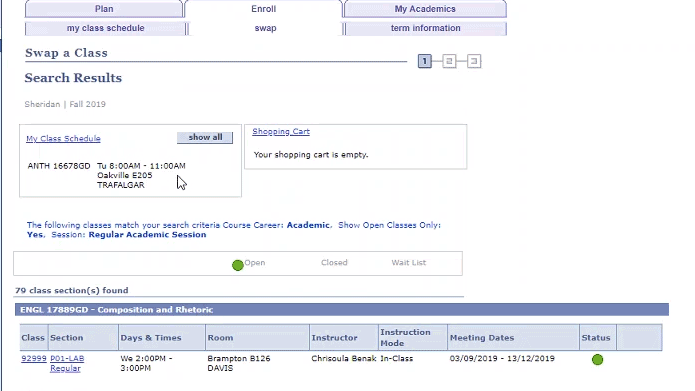 Plan
Enroll
My Academics
my class schedule
swap
term information
Swap a Class
1
2
3
Search Results
Sheridan | Fall 2019
My Class Schedule
show all
ANTH 16678GD Tu 8:00AM - 11:00AM
Oakville E205
TRAFALGAR
Shopping Cart
Your shopping cart is empty.
The following classes match your search criteria Course Career: Academic, Show Open Classes Only:
Yes, Session: Regular Academic Session
Open
Closed
Wait List
79 class section(s) found
ENGL 17889GD - Composition and Rhetoric
Class Section Days & Times Room Instructor Instruction Mode Meeting Dates Status
92999 P01-LAB We 2:00PM - Brampton B126 Chrisoula Benak In-Class 03/09/2019 - 13/12/2019
Regular 3:00PM DAVIS